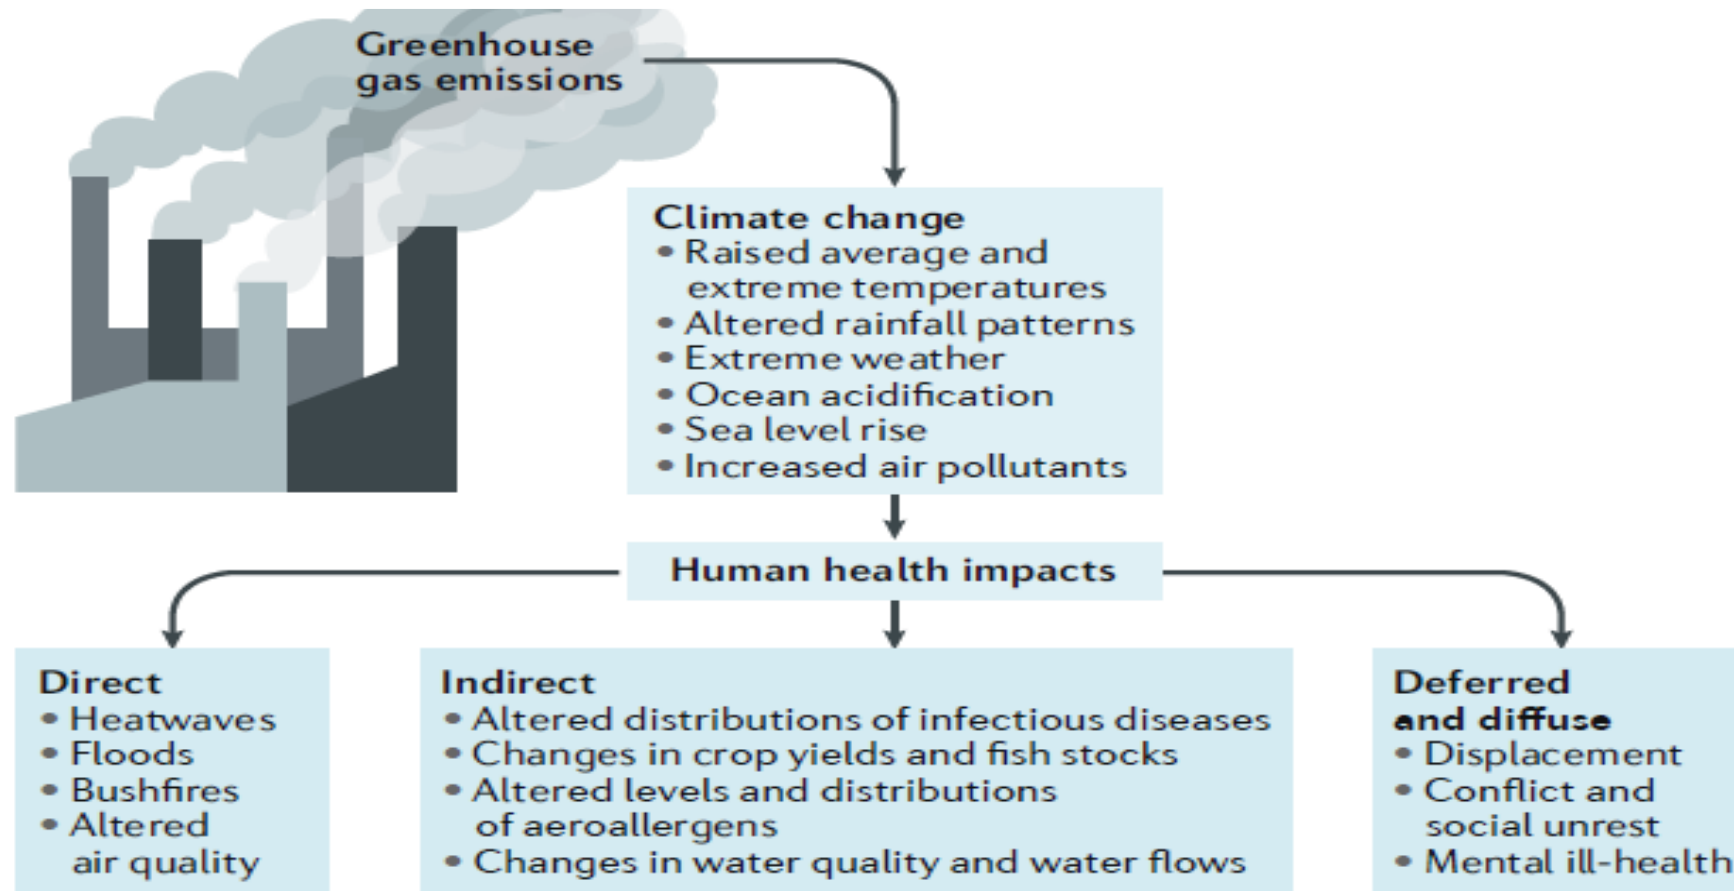 Greenhouse
gas emissions
Climate change
• Raised average and
extreme temperatures
• Altered rainfall patterns
• Extreme weather
• Ocean acidification
• Sea level rise
• Increased air pollutants
Human health impacts
Direct
• Heatwaves
• Floods
• Bushfires
• Altered
air quality
Indirect
• Altered distributions of infectious diseases
• Changes in crop yields and fish stocks
• Altered levels and distributions
of aeroallergens
• Changes in water quality and water flows
Deferred
and diffuse
• Displacement
• Conflict and
social unrest
• Mental ill-health